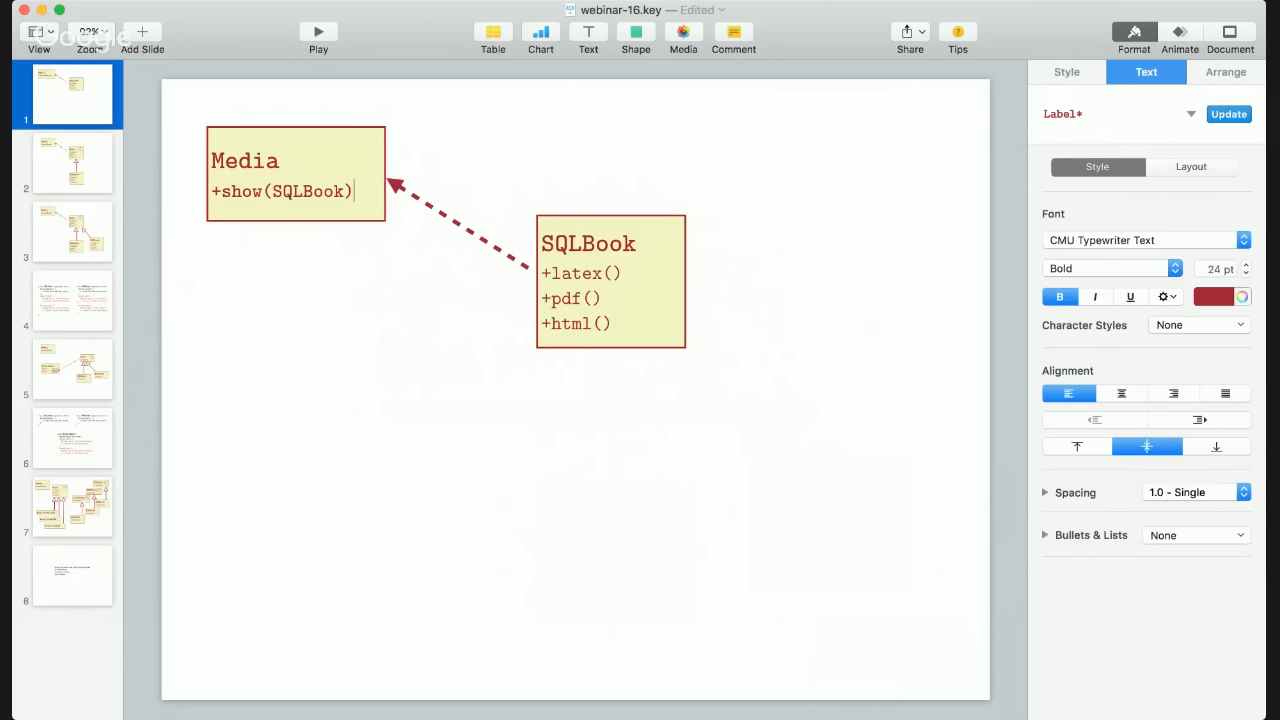 webinar-16.key — Edited
Google
View
Zoom
Add Slide
Play
Table
Chart
Text
Shape
Media
Comment
Share
Tips
Format
Animate
Document
Style
Text
Arrange
Label*
Update
Style
Layout
Font
CMU Typewriter Text
Bold
24 pt
B
I
U
Character Styles
None
Alignment
Spacing
1.0 - Single
Bullets & Lists
None
Media
+show(SQLBook)
SQLBook
+latex()
+pdf()
+html()
1
2
3
4
5
6
7
8